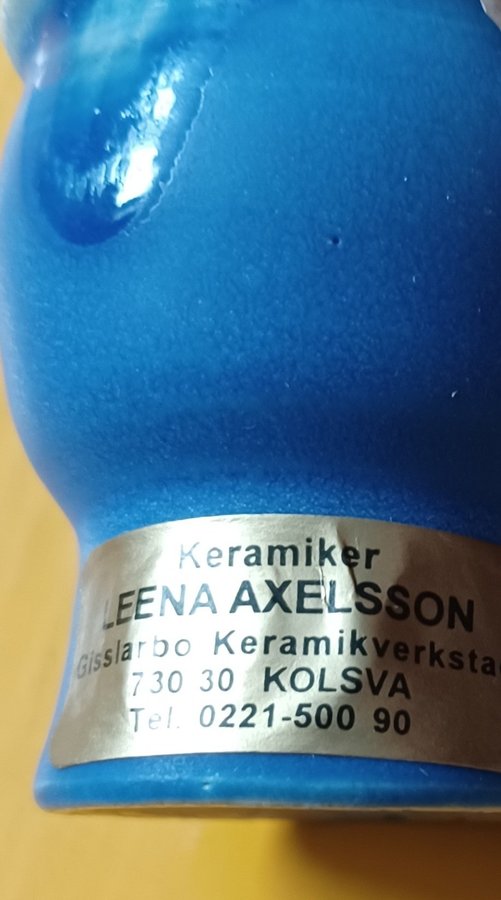 Keramiker
LEENA AXELSSON
Gisslarbo Keramikverksta
730 30 KOLSVA
Tel. 0221-500 90